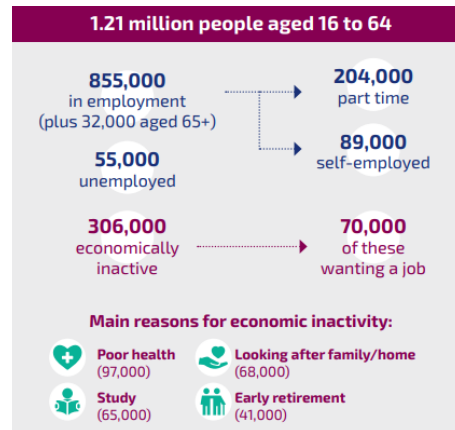 1.21 million people aged 16 to 64
855,000
in employment
(plus 32,000 aged 65+)
204,000
part time
89,000
self-employed
55,000
unemployed
306,000
economically
inactive
70,000
of these
wanting a job
Main reasons for economic inactivity:
Poor health
(97,000)
Looking after family/home
(68,000)
Study
(65,000)
Early retirement
(41,000)